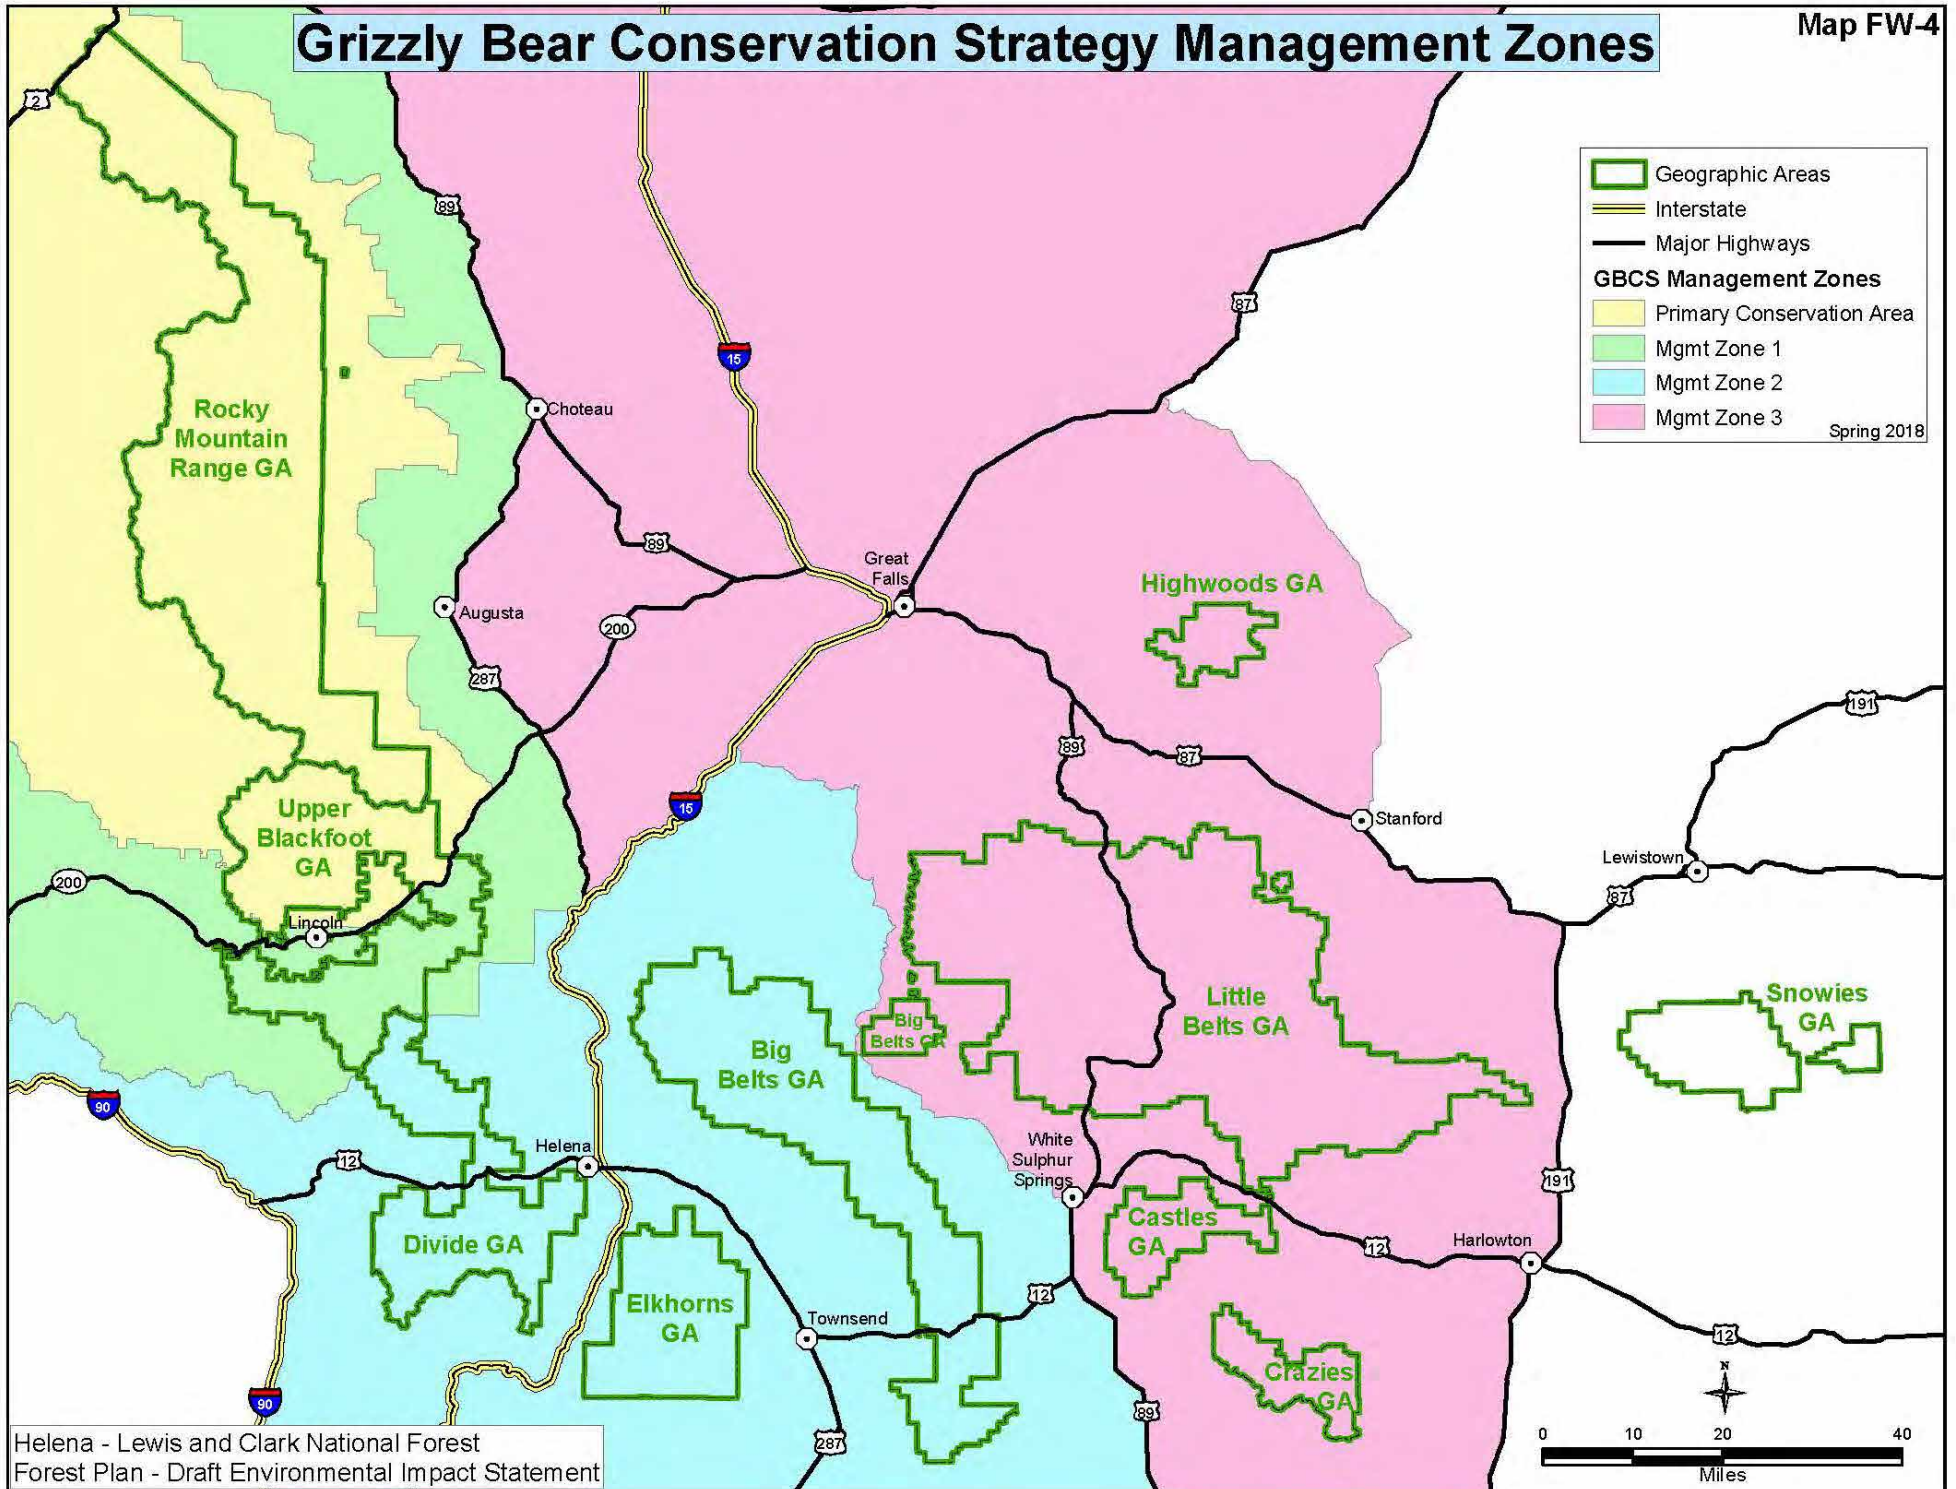 Grizzly Bear Conservation Strategy Management Zones
Map FW-4
Geographic Areas
Interstate
Major Highways
GBCS Management Zones
Primary Conservation Area
Mgmt Zone 1
Mgmt Zone 2
Mgmt Zone 3
Spring 2018
2
89
15
87
Rocky
Mountain
Range GA
Choteau
89
Great
Falls
Highwoods GA
Augusta
200
287
191
89
87
15
Upper
Blackfoot
GA
Stanford
Lewistown
200
87
Lincoln
Little
Belts GA
Snowies
GA
Big
Belts GA
Big
Belts GA
90
Helena
12
White
Sulphur
Springs
191
Castles
GA
Divide GA
12
Harlowton
Elkhorns
GA
12
Townsend
12
Crazies
GA
90
89
287
N
0 10 20 40
Miles
Helena - Lewis and Clark National Forest
Forest Plan - Draft Environmental Impact Statement